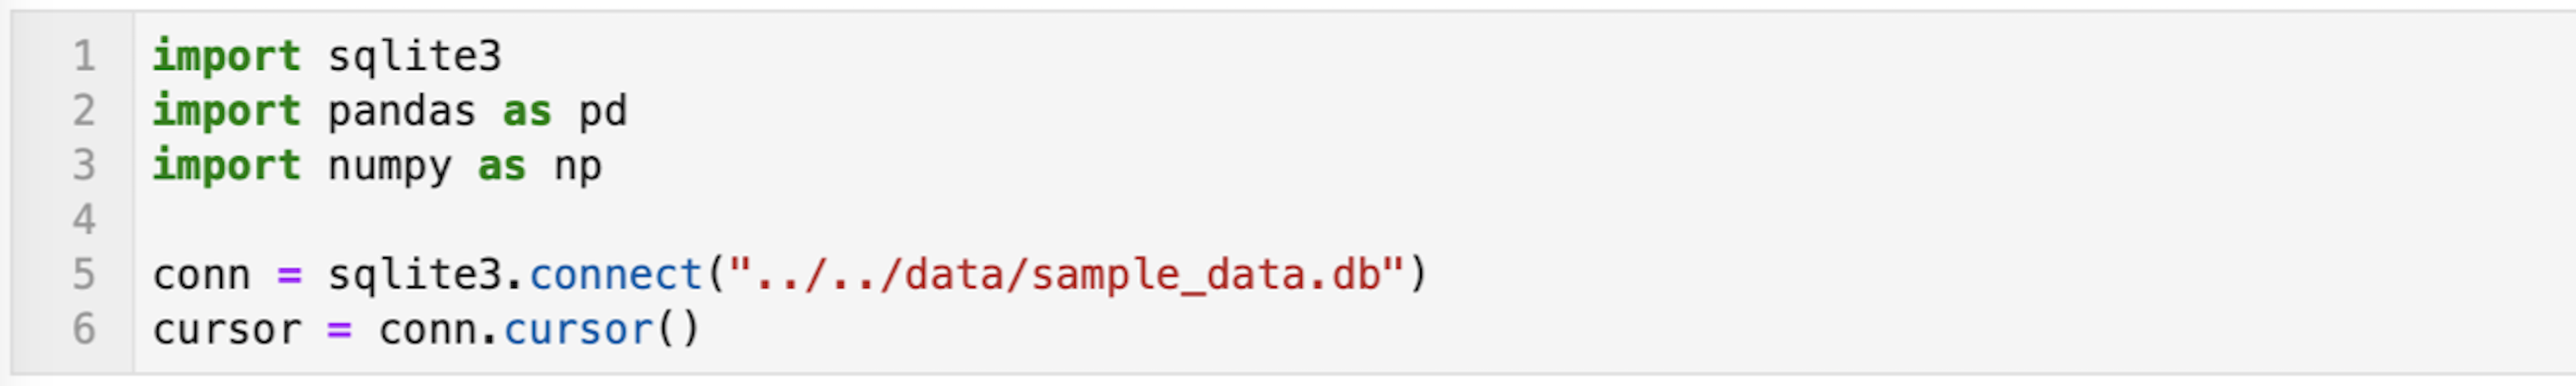 1 import sqlite3
2 import pandas as pd
3 import numpy as np
4
5 conn = sqlite3.connect("../../data/sample_data.db")
6 cursor = conn.cursor()